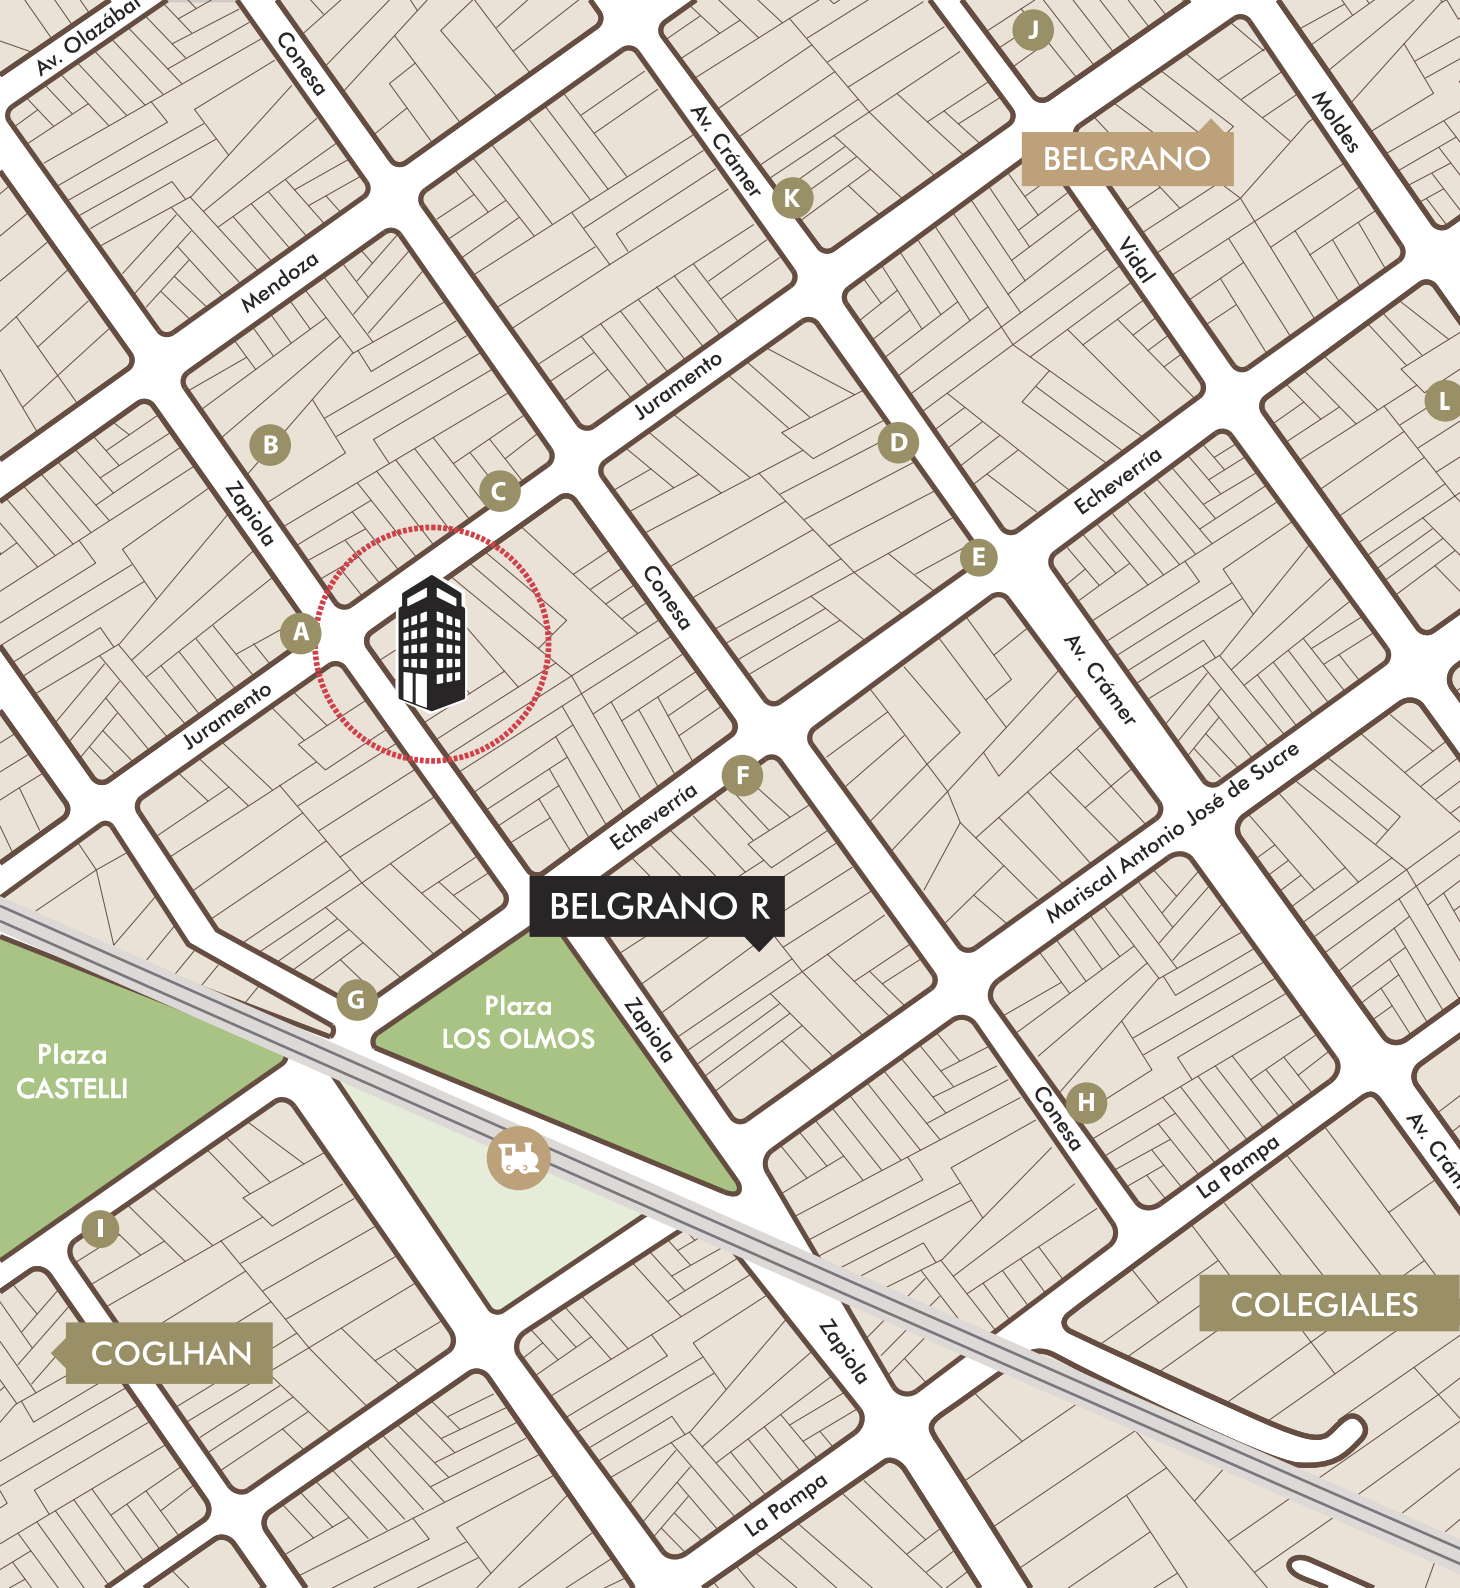 Av. Olazábal
Conesa
J
Av. Crámer
Moldes
BELGRANO
K
Vidal
Mendoza
Juramento
L
B
D
Echeverría
C
Zapiola
E
Conesa
A
Av. Crámer
Juramento
F
Echeverría
Mariscal Antonio José de Sucre
BELGRANO R
G
Plaza
LOS OLMOS
Zapiola
Plaza
CASTELLI
H
Conesa
Av. Crám
La Pampa
I
COLEGIALES
COGLHAN
Zapiola
La Pampa